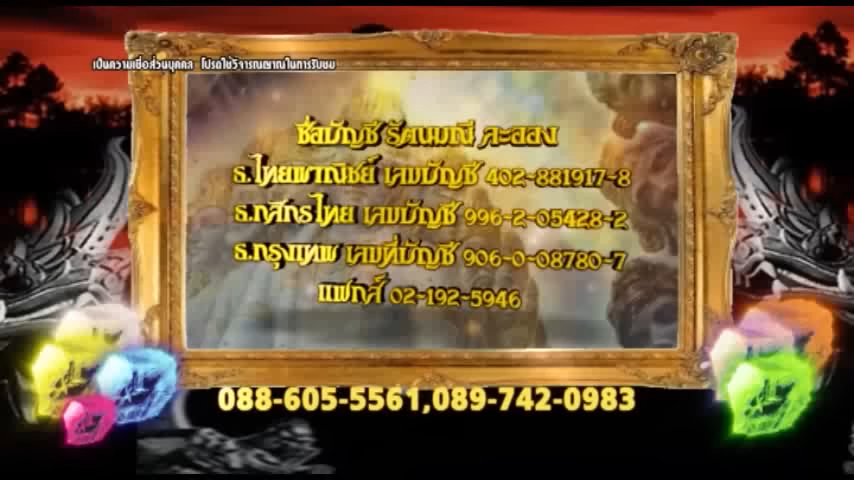 เป็นความเชื่อส่วนบุคคล โปรดใช้วิจารณญาณในการรับชม
ชื่อบัญชี รัตนมณี ละออง
ธ.ไทยพาณิชย์ เลขบัญชี 402-881917-8
ธ.กสิกรไทย เลขบัญชี 996-2-05428-2
ธ.กรุงเทพ เลขที่บัญชี 906-0-08780-7
แฟกส์ 02-192-5946
088-605-5561,089-742-0983